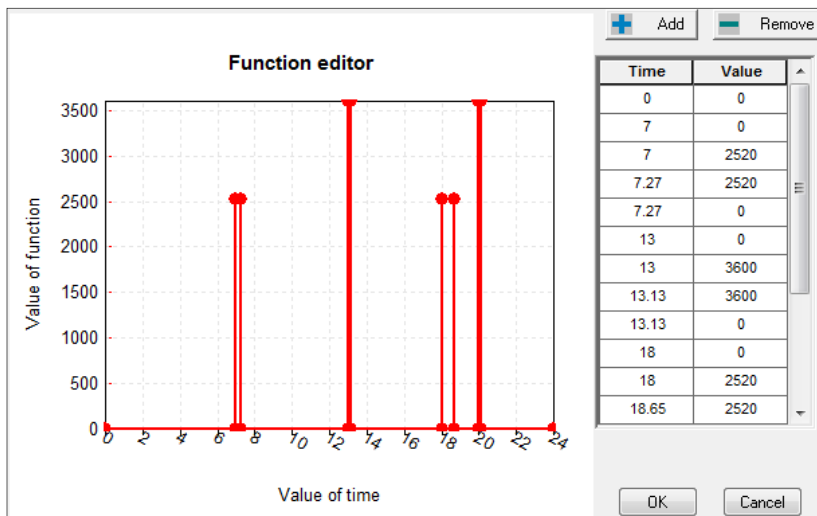 Add Remove
Function editor
Time Value
0 0
7 0
7 2520
7.27 2520
7.27 0
13 0
13 3600
13.13 3600
13.13 0
18 0
18 2520
18.65 2520
Value of function
3500
3000
2500
2000
1500
1000
500
0
0 2 4 6 8 10 12 14 16 18 20 22 24
Value of time
OK Cancel